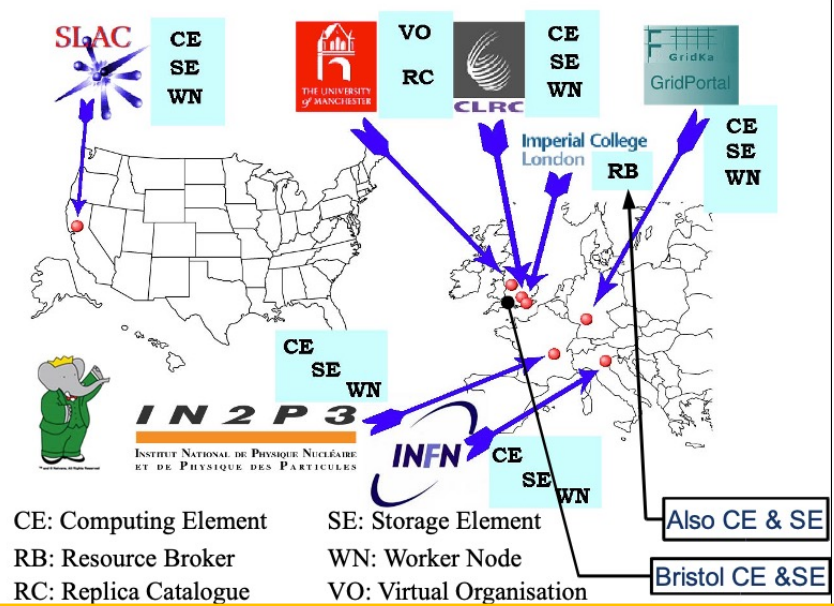 SLAC
CE
SE
WN
THE UNIVERSITY
of MANCHESTER
VO
RC
CLRC
CE
SE
WN
GridKa
GridPortal
CE
SE
WN
Imperial College
London
RB
CE
SE
WN
IN2P3
INSTITUT NATIONAL DE PHYSIQUE NUCLÉAIRE
ET DE PHYSIQUE DES PARTICULES
INFN
CE
SE
WN
Also CE & SE
Bristol CE &SE
CE: Computing Element
SE: Storage Element
RB: Resource Broker
WN: Worker Node
RC: Replica Catalogue
VO: Virtual Organisation